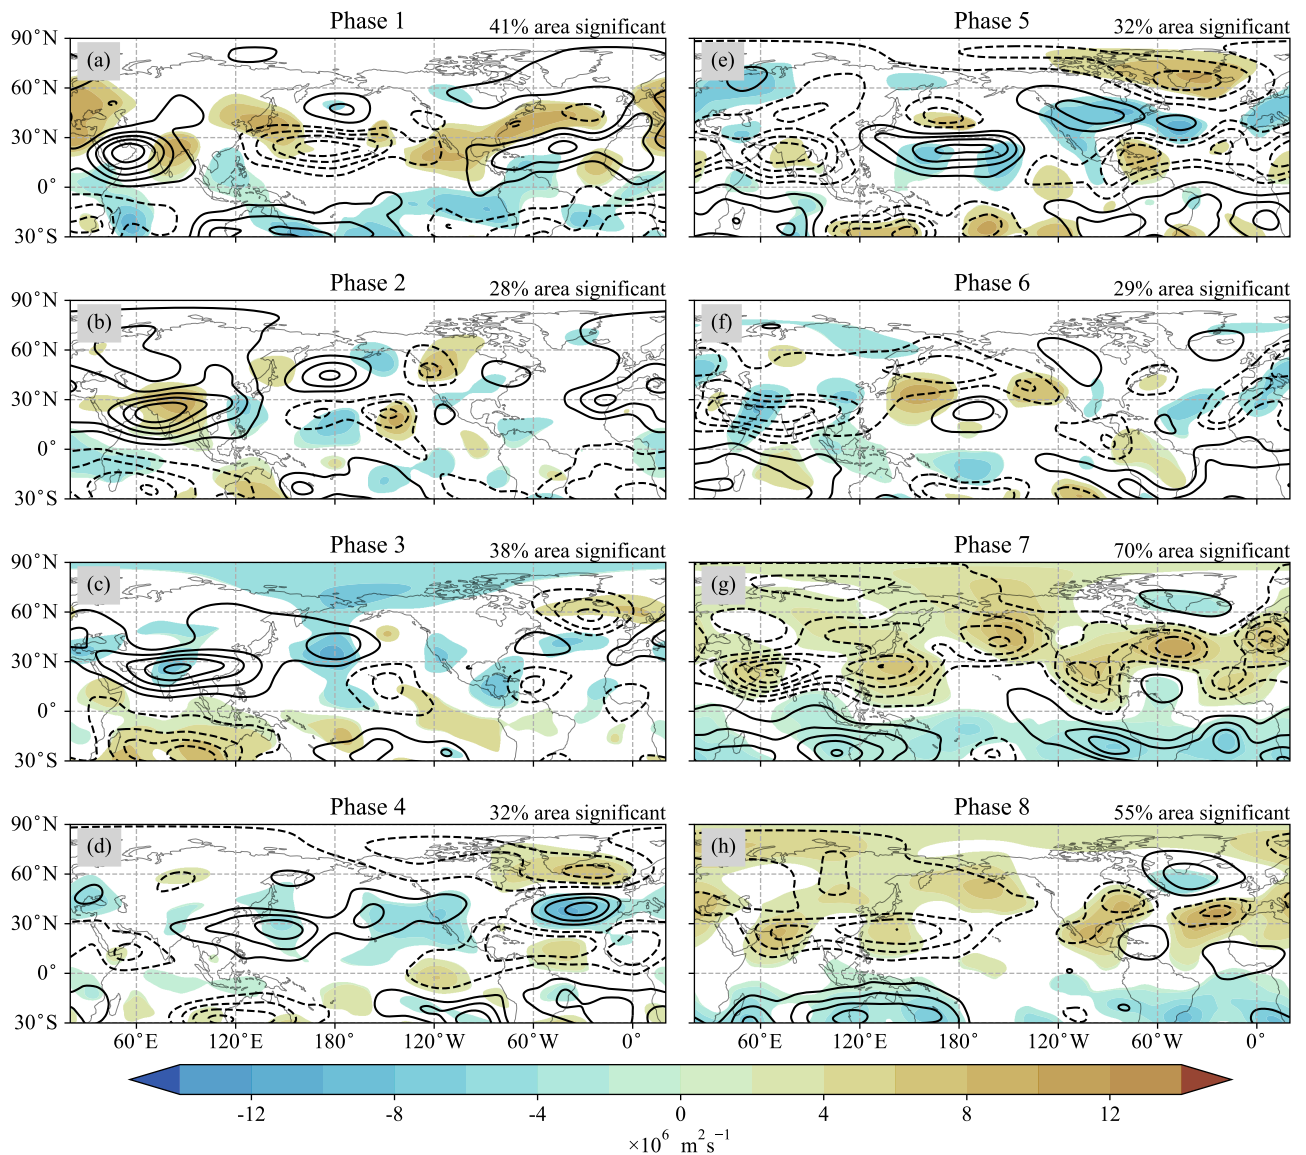 Phase 1
41% area significant
Phase 5
32% area significant
90°N
60°N
30°N
0°
30°S
(a)
(e)
Phase 2
28% area significant
Phase 6
29% area significant
90°N
60°N
30°N
0°
30°S
(b)
(f)
Phase 3
38% area significant
Phase 7
70% area significant
90°N
60°N
30°N
0°
30°S
(c)
(g)
Phase 4
32% area significant
Phase 8
55% area significant
90°N
60°N
30°N
0°
30°S
(d)
(h)
60°E 120°E 180° 120°W 60°W 0°
60°E 120°E 180° 120°W 60°W 0°
-12 -8 -4 0 4 8 12
×10⁶ m²s⁻¹